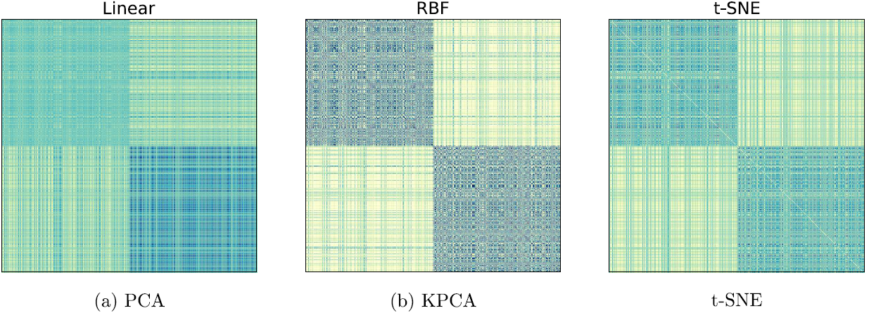 Linear
RBF
t-SNE
(a) PCA
(b) KPCA
t-SNE